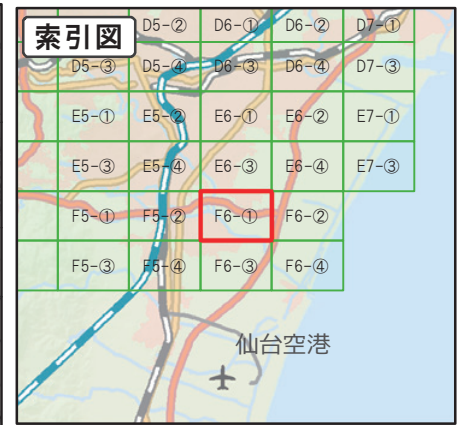 索引図
D5-② D6-① D6-② D7-①
D5-③ D5-④ D6-③ D6-④ D7-③
E5-① E5-② E6-① E6-② E7-①
E5-③ E5-④ E6-③ E6-④ E7-③
F5-① F5-② F6-① F6-②
F5-③ F5-④ F6-③ F6-④
仙台空港